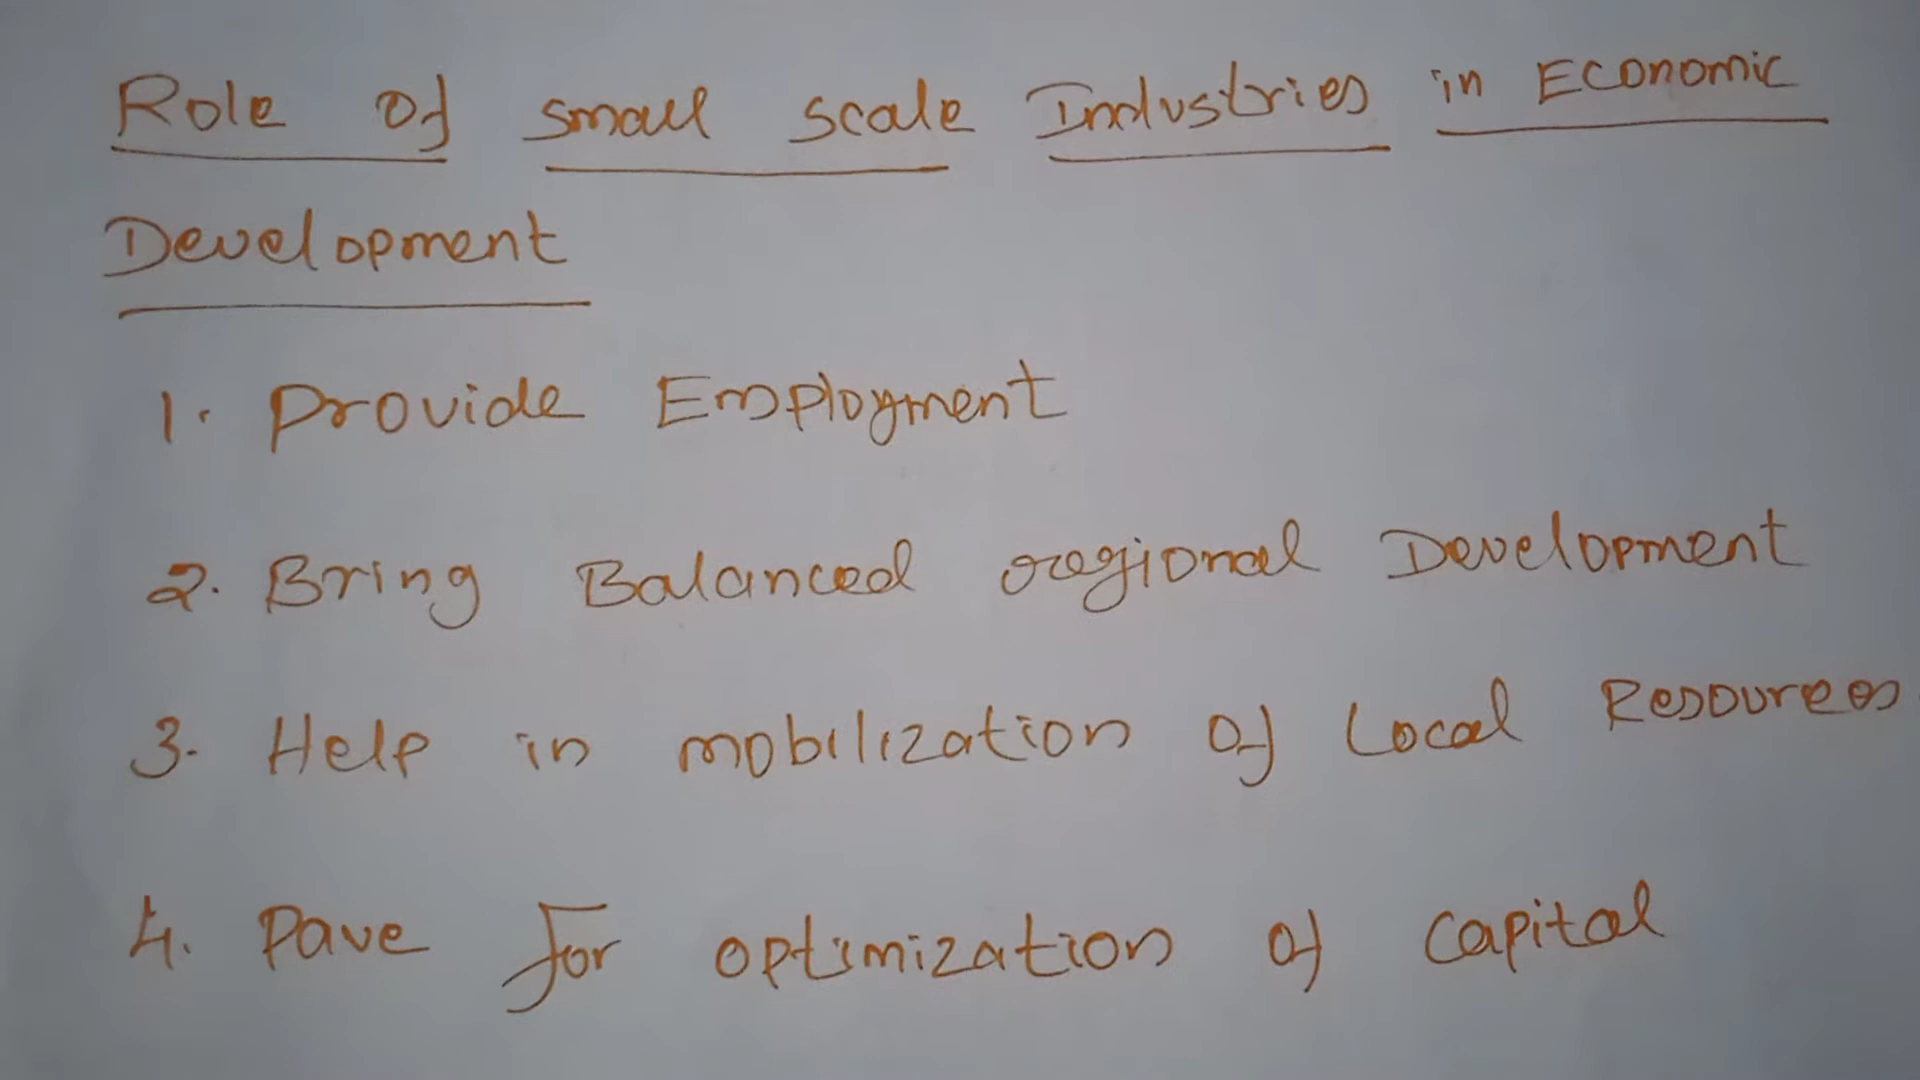 Role Of small scale Industries in Economic
Development
1. Provide Employment
2. Bring Balanced regional Development
3. Help in mobilization of Local Resources
4. Pave for optimization of capital